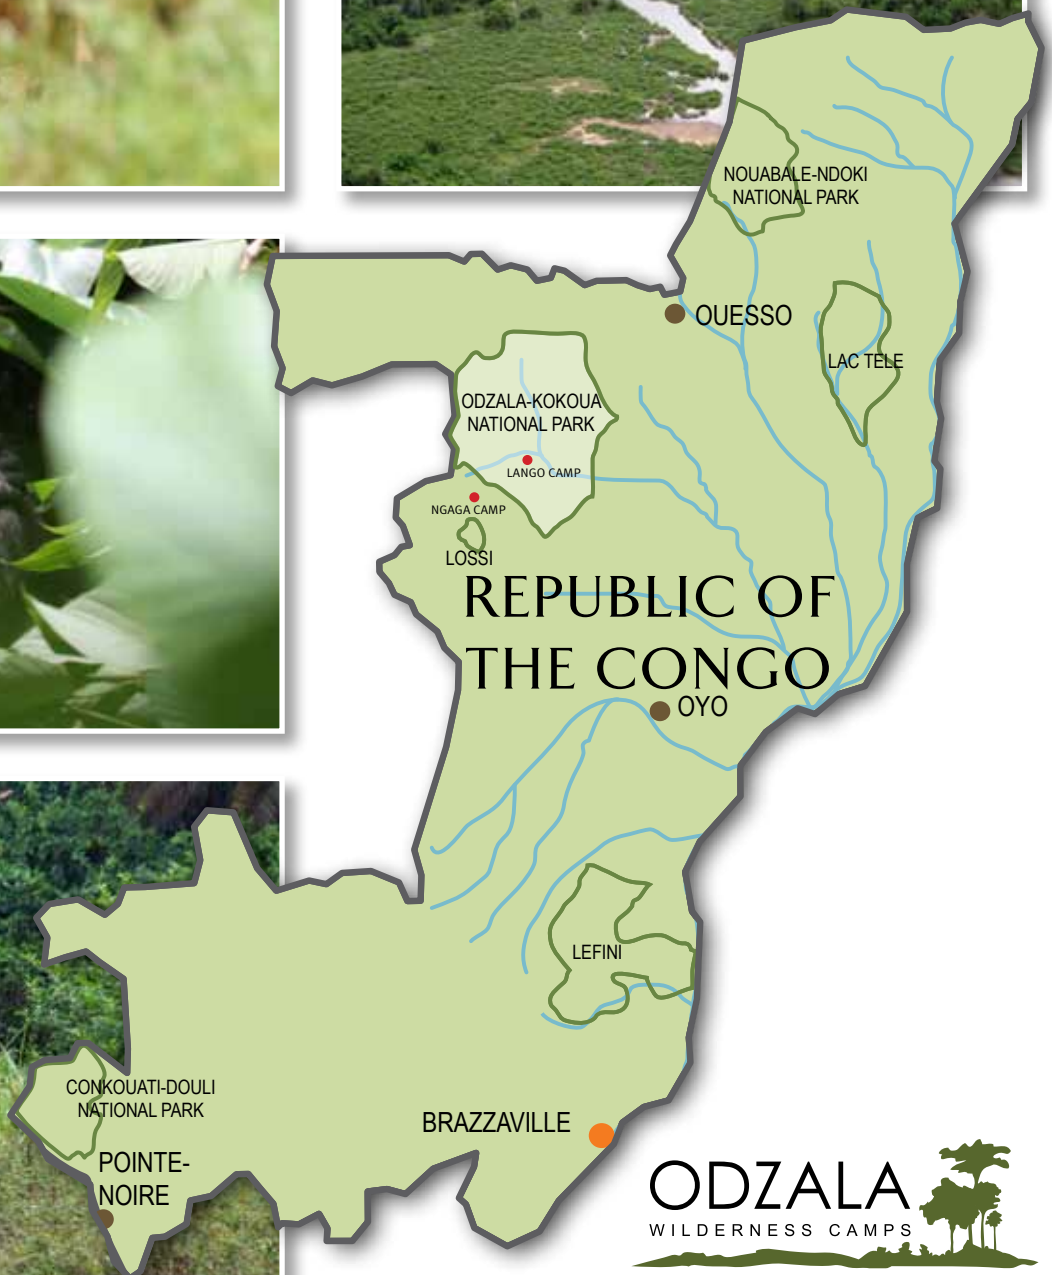 NOUABALE-NDOKI
NATIONAL PARK
OUESSO
LAC TELE
ODZALA-KOKOUA
NATIONAL PARK
LANGO CAMP
NGAGA CAMP
LOSSI
REPUBLIC OF
THE CONGO
OYO
LEFINI
CONKOUATI-DOULI
NATIONAL PARK
BRAZZAVILLE
POINTE-
NOIRE
ODZALA
WILDERNESS CAMPS